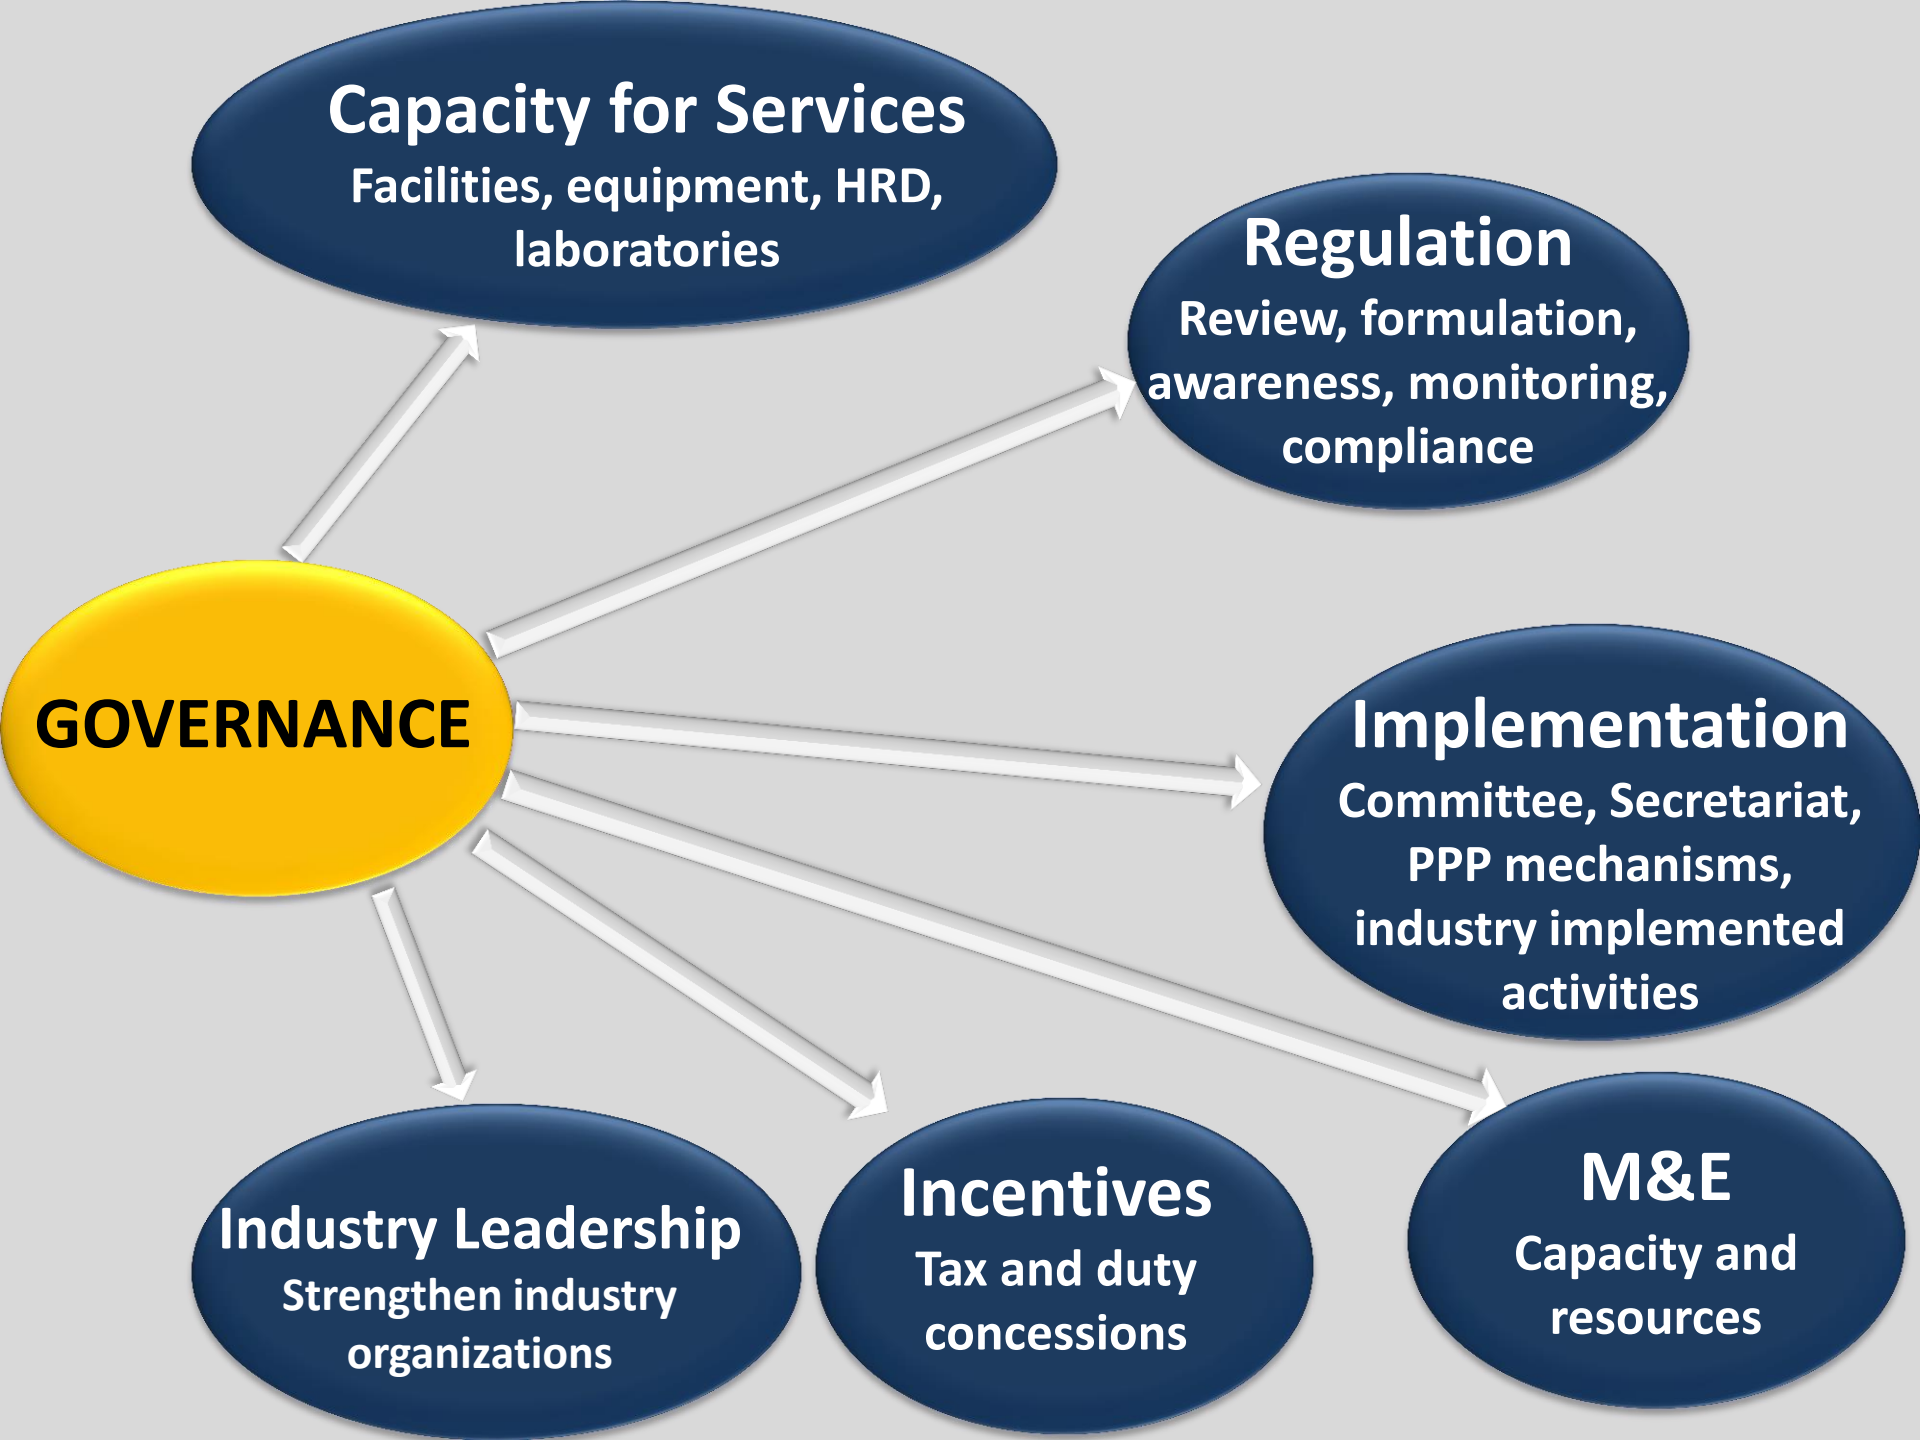 Capacity for Services
Facilities, equipment, HRD,
laboratories
Regulation
Review, formulation,
awareness, monitoring,
compliance
GOVERNANCE
Implementation
Committee, Secretariat,
PPP mechanisms,
industry implemented
activities
Industry Leadership
Strengthen industry
organizations
Incentives
Tax and duty
concessions
M&E
Capacity and
resources